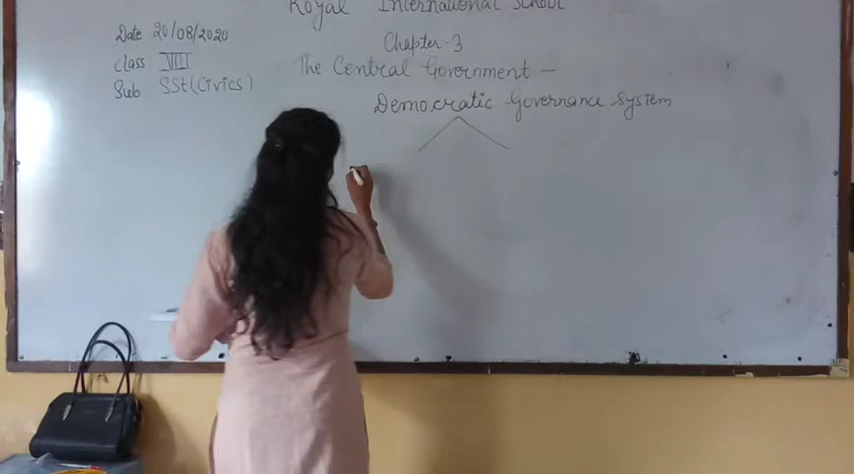 Royal International School
Date 20/08/2020
Chapter-3
Class VIII
The Central Government -
Sub SSt(Civics)
Democratic Governance System